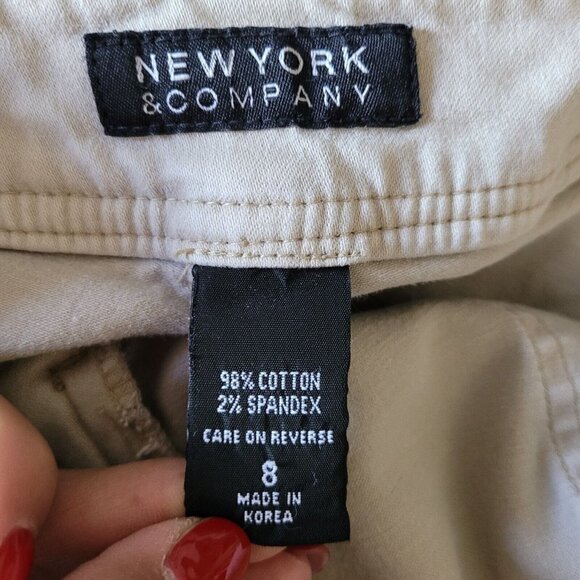 NEW YORK
&COMPANY
98% COTTON
2% SPANDEX
CARE ON REVERSE
8
MADE IN
KOREA